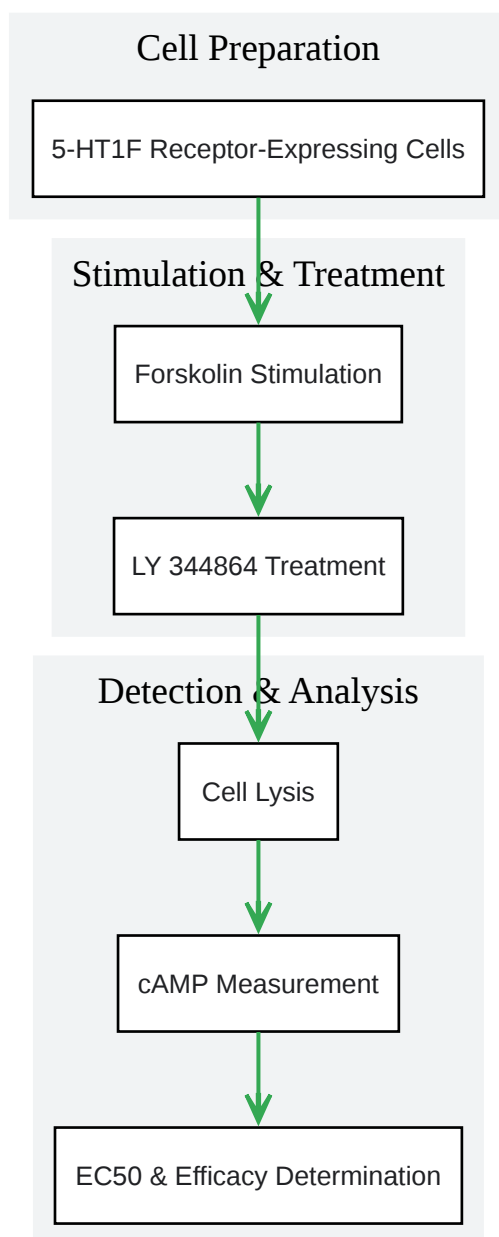 Cell Preparation
5-HT1F Receptor-Expressing Cells
Stimulation & Treatment
Forskolin Stimulation
LY 344864 Treatment
Detection & Analysis
Cell Lysis
cAMP Measurement
EC50 & Efficacy Determination